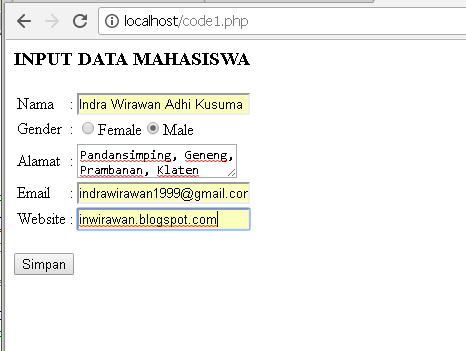 localhost/code1.php
INPUT DATA MAHASISWA
Nama : Indra Wirawan Adhi Kusuma
Gender : Female Male
Alamat : Pandansimping, Geneng,
Prambanan, Klaten
Email : indrawirawan1999@gmail.cor
Website : inwirawan.blogspot.com
Simpan